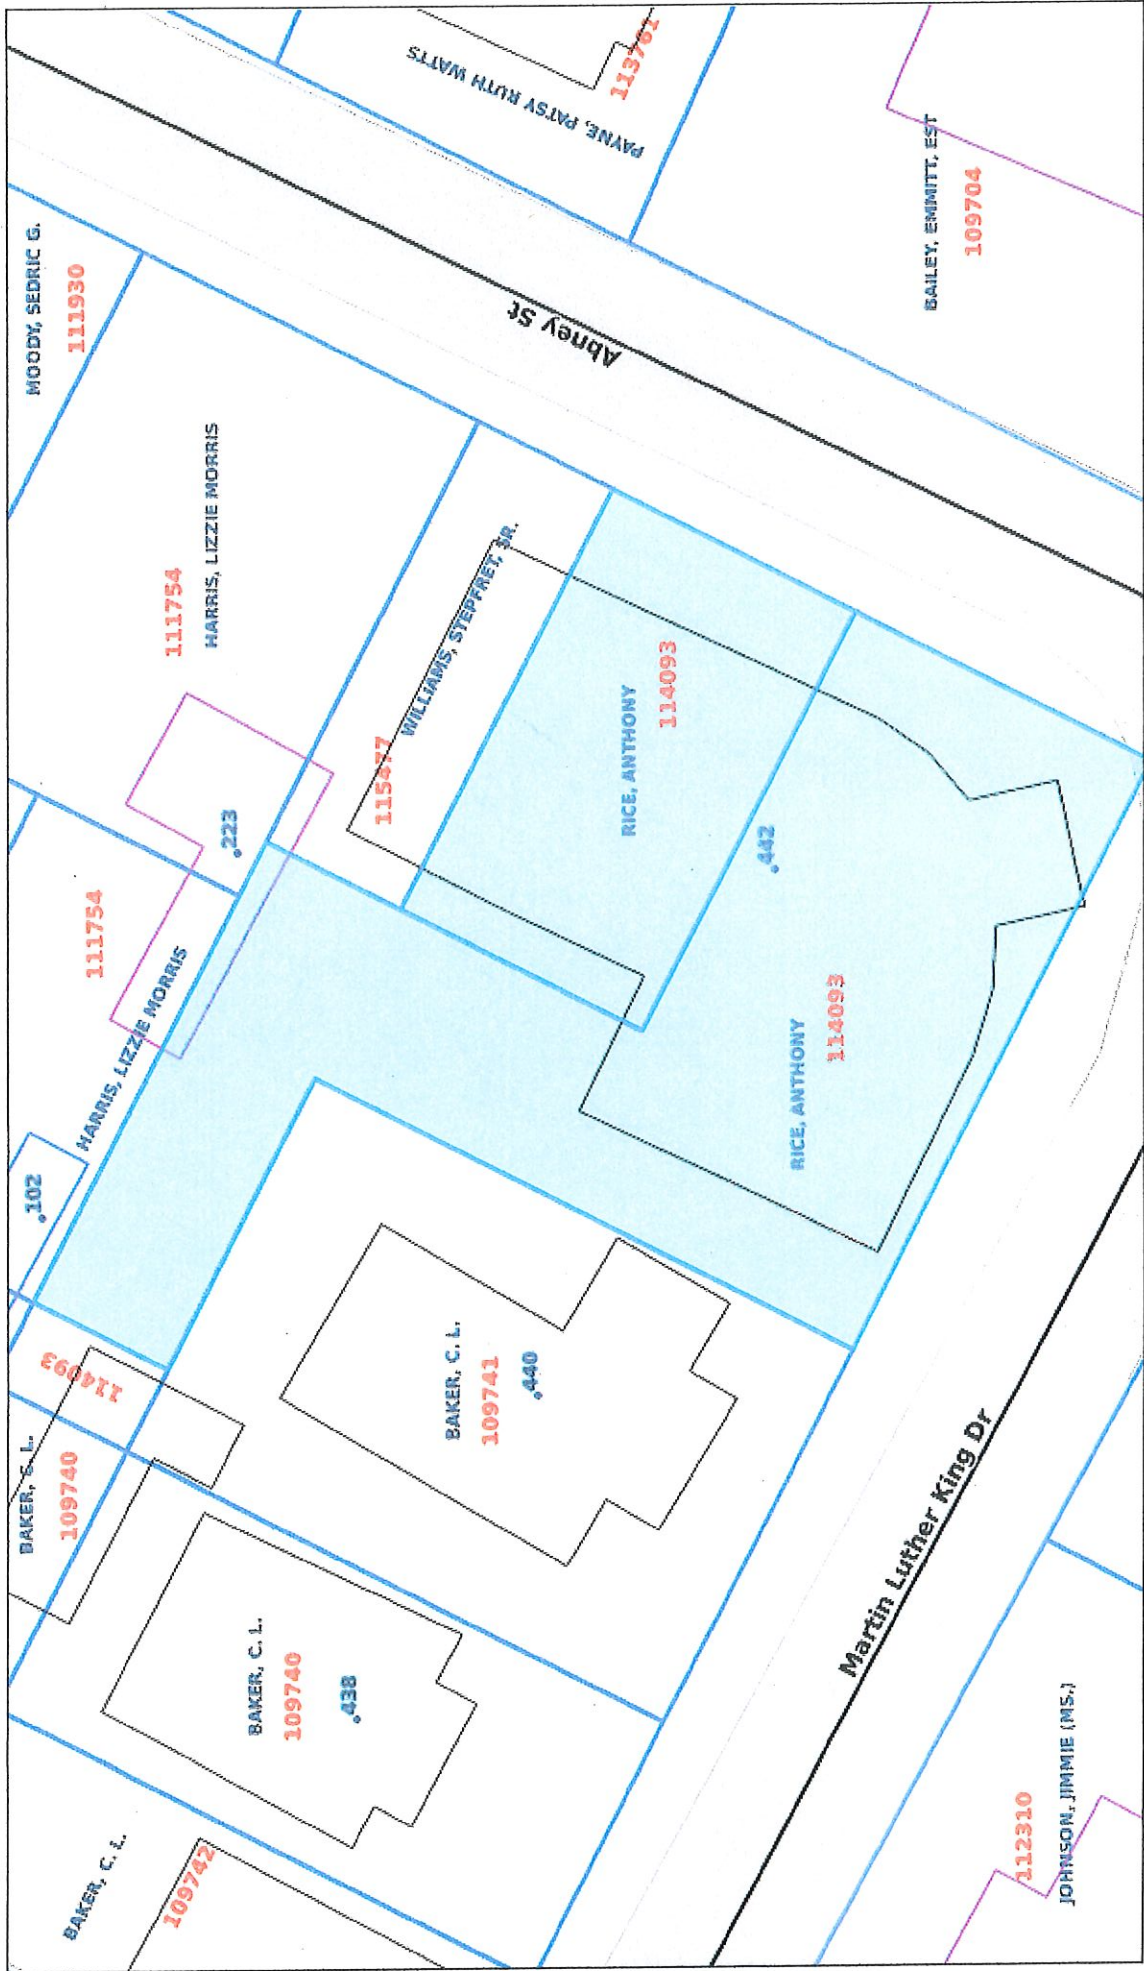 BAKER, C. L.
109742
BAKER, C. L.
109740
.438
BAKER, C. L.
109740
114093
BAKER, C. L.
109741
.440
.102
HARRIS, LIZZIE MORRIS
111754
.223
111754
HARRIS, LIZZIE MORRIS
MOODY, SEDRIC G.
111930
115477
WILLIAMS, STEPFRET, SR.
RICE, ANTHONY
114093
.442
RICE, ANTHONY
114093
Abney St
PAYNE, PATSY RUTH WATTS
113761
BAILEY, EMMITT, EST
109704
Martin Luther King Dr
112310
JOHNSON, JIMMIE (MS.)